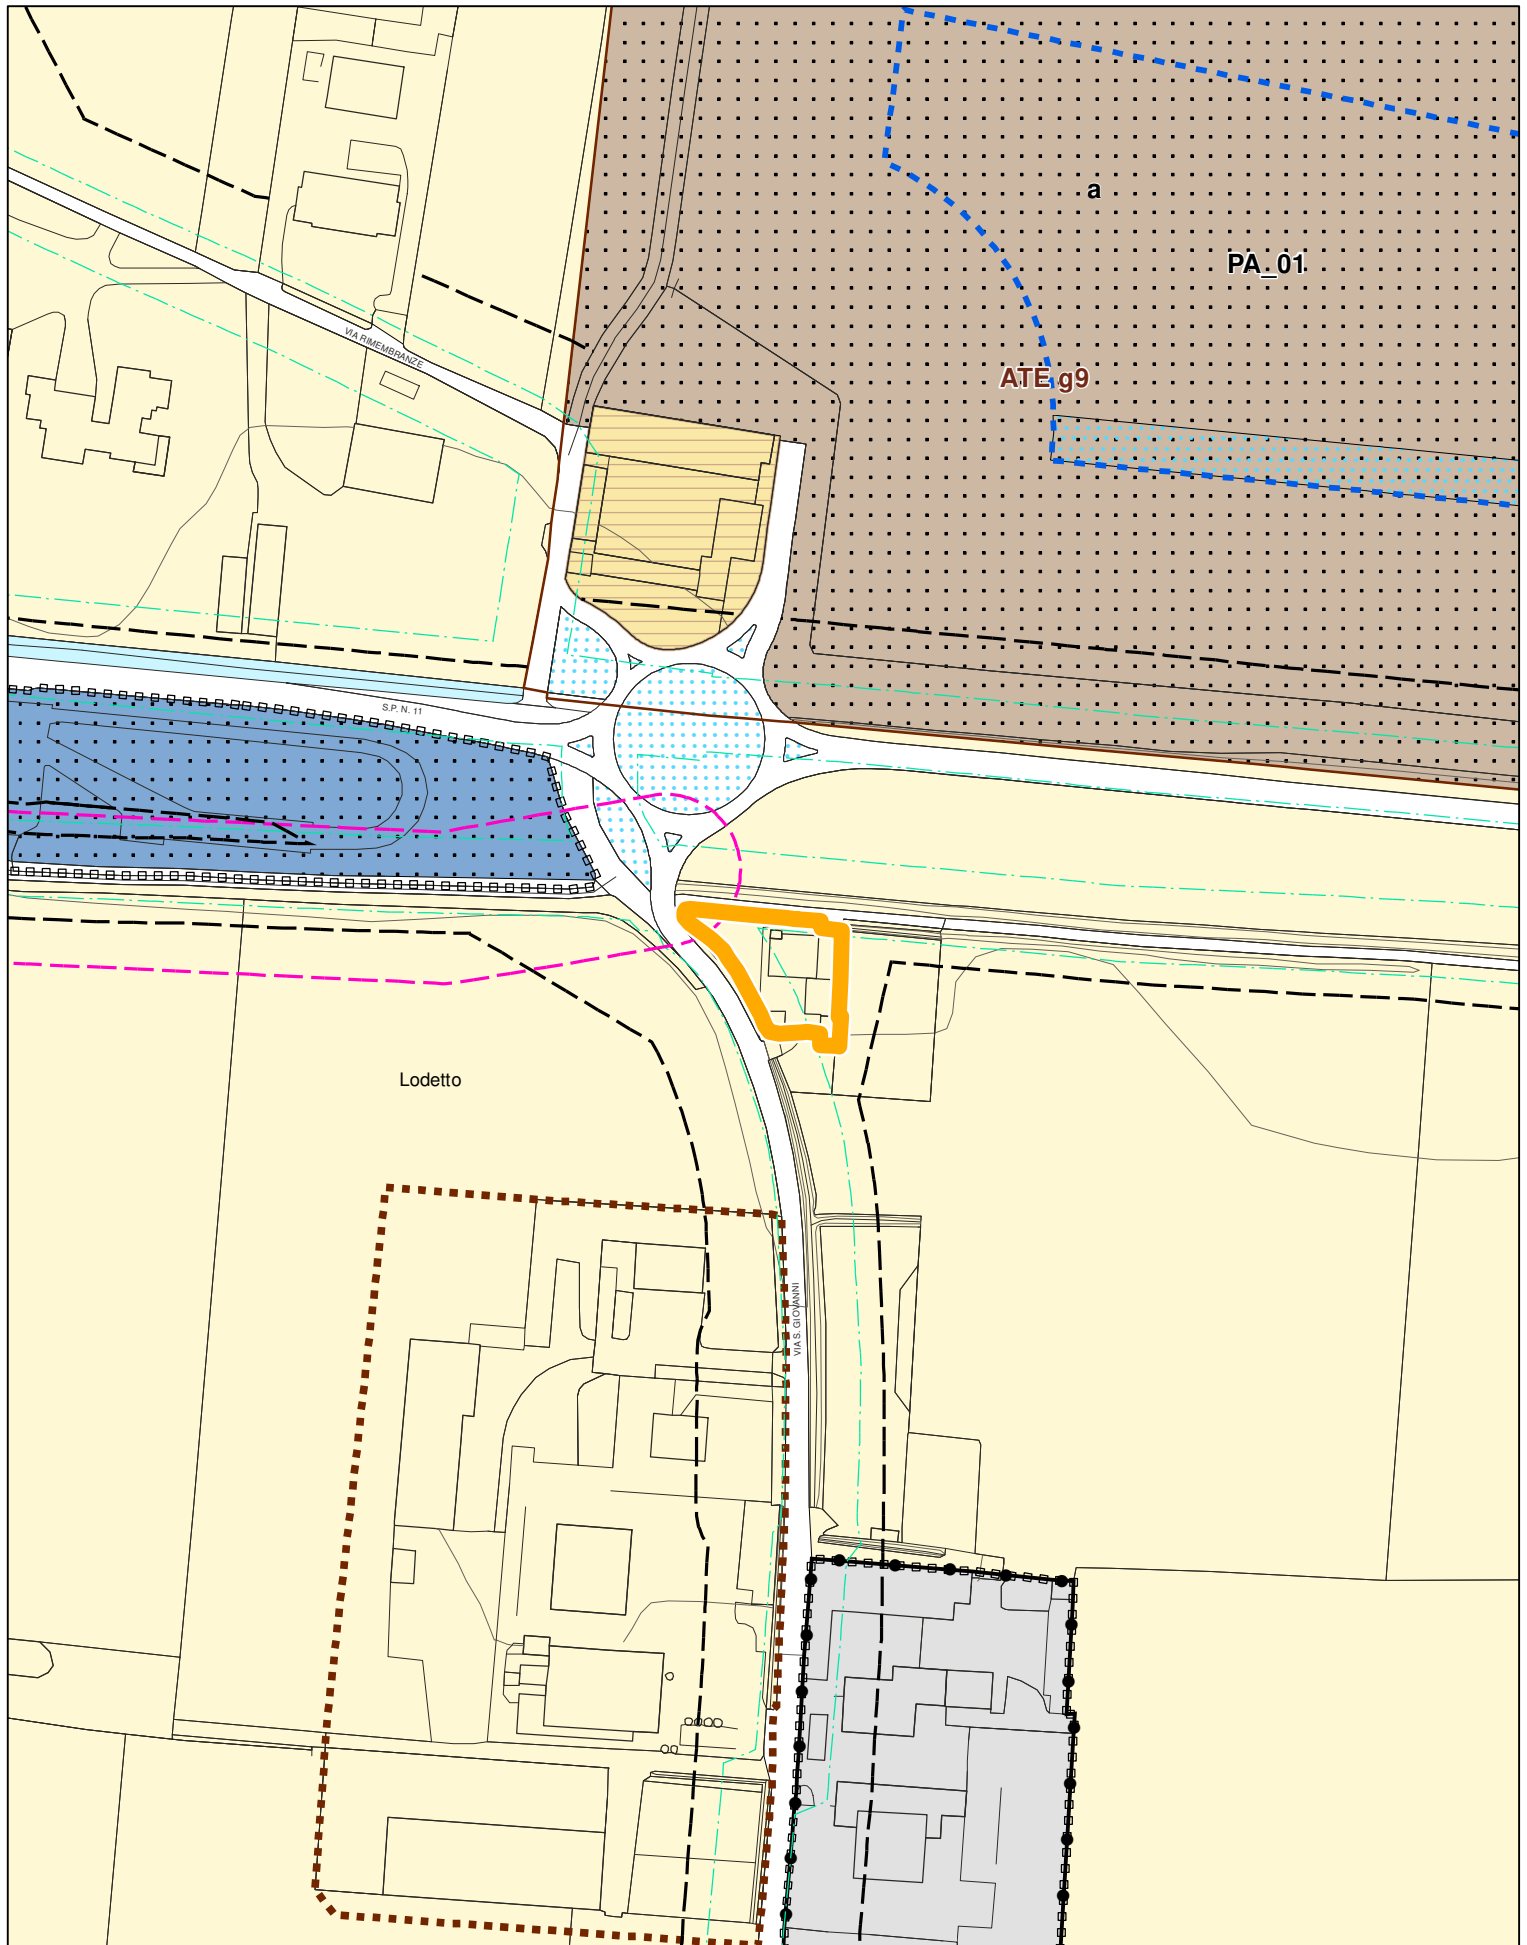 a
PA_01
VIA RIMEMBRANZE
ATE g9
S.P. N. 11
Lodetto
VIA S. GIOVANNI